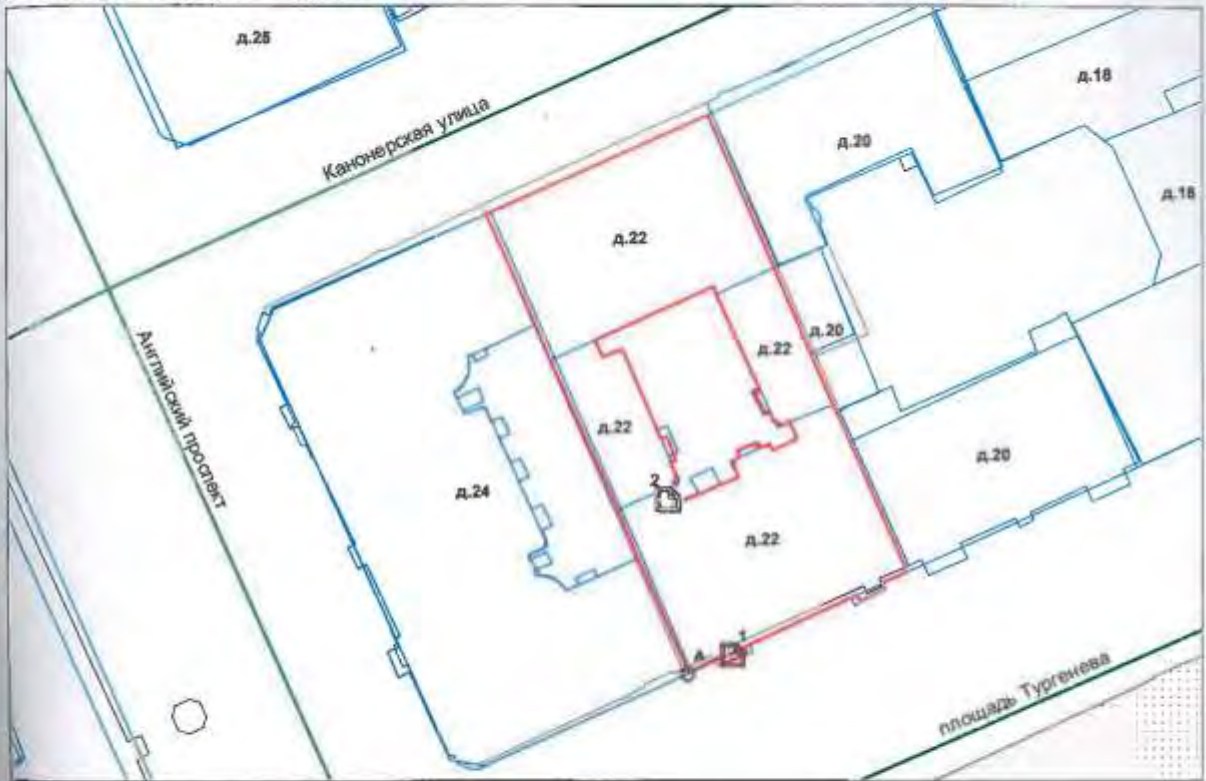 д.25
д.18
Канонерская улица
д.20
д.18
д.22
д.20
д.22
Английский проспект
д.22
д.20
д.24
2
д.22
1
А
площадь Тургенева